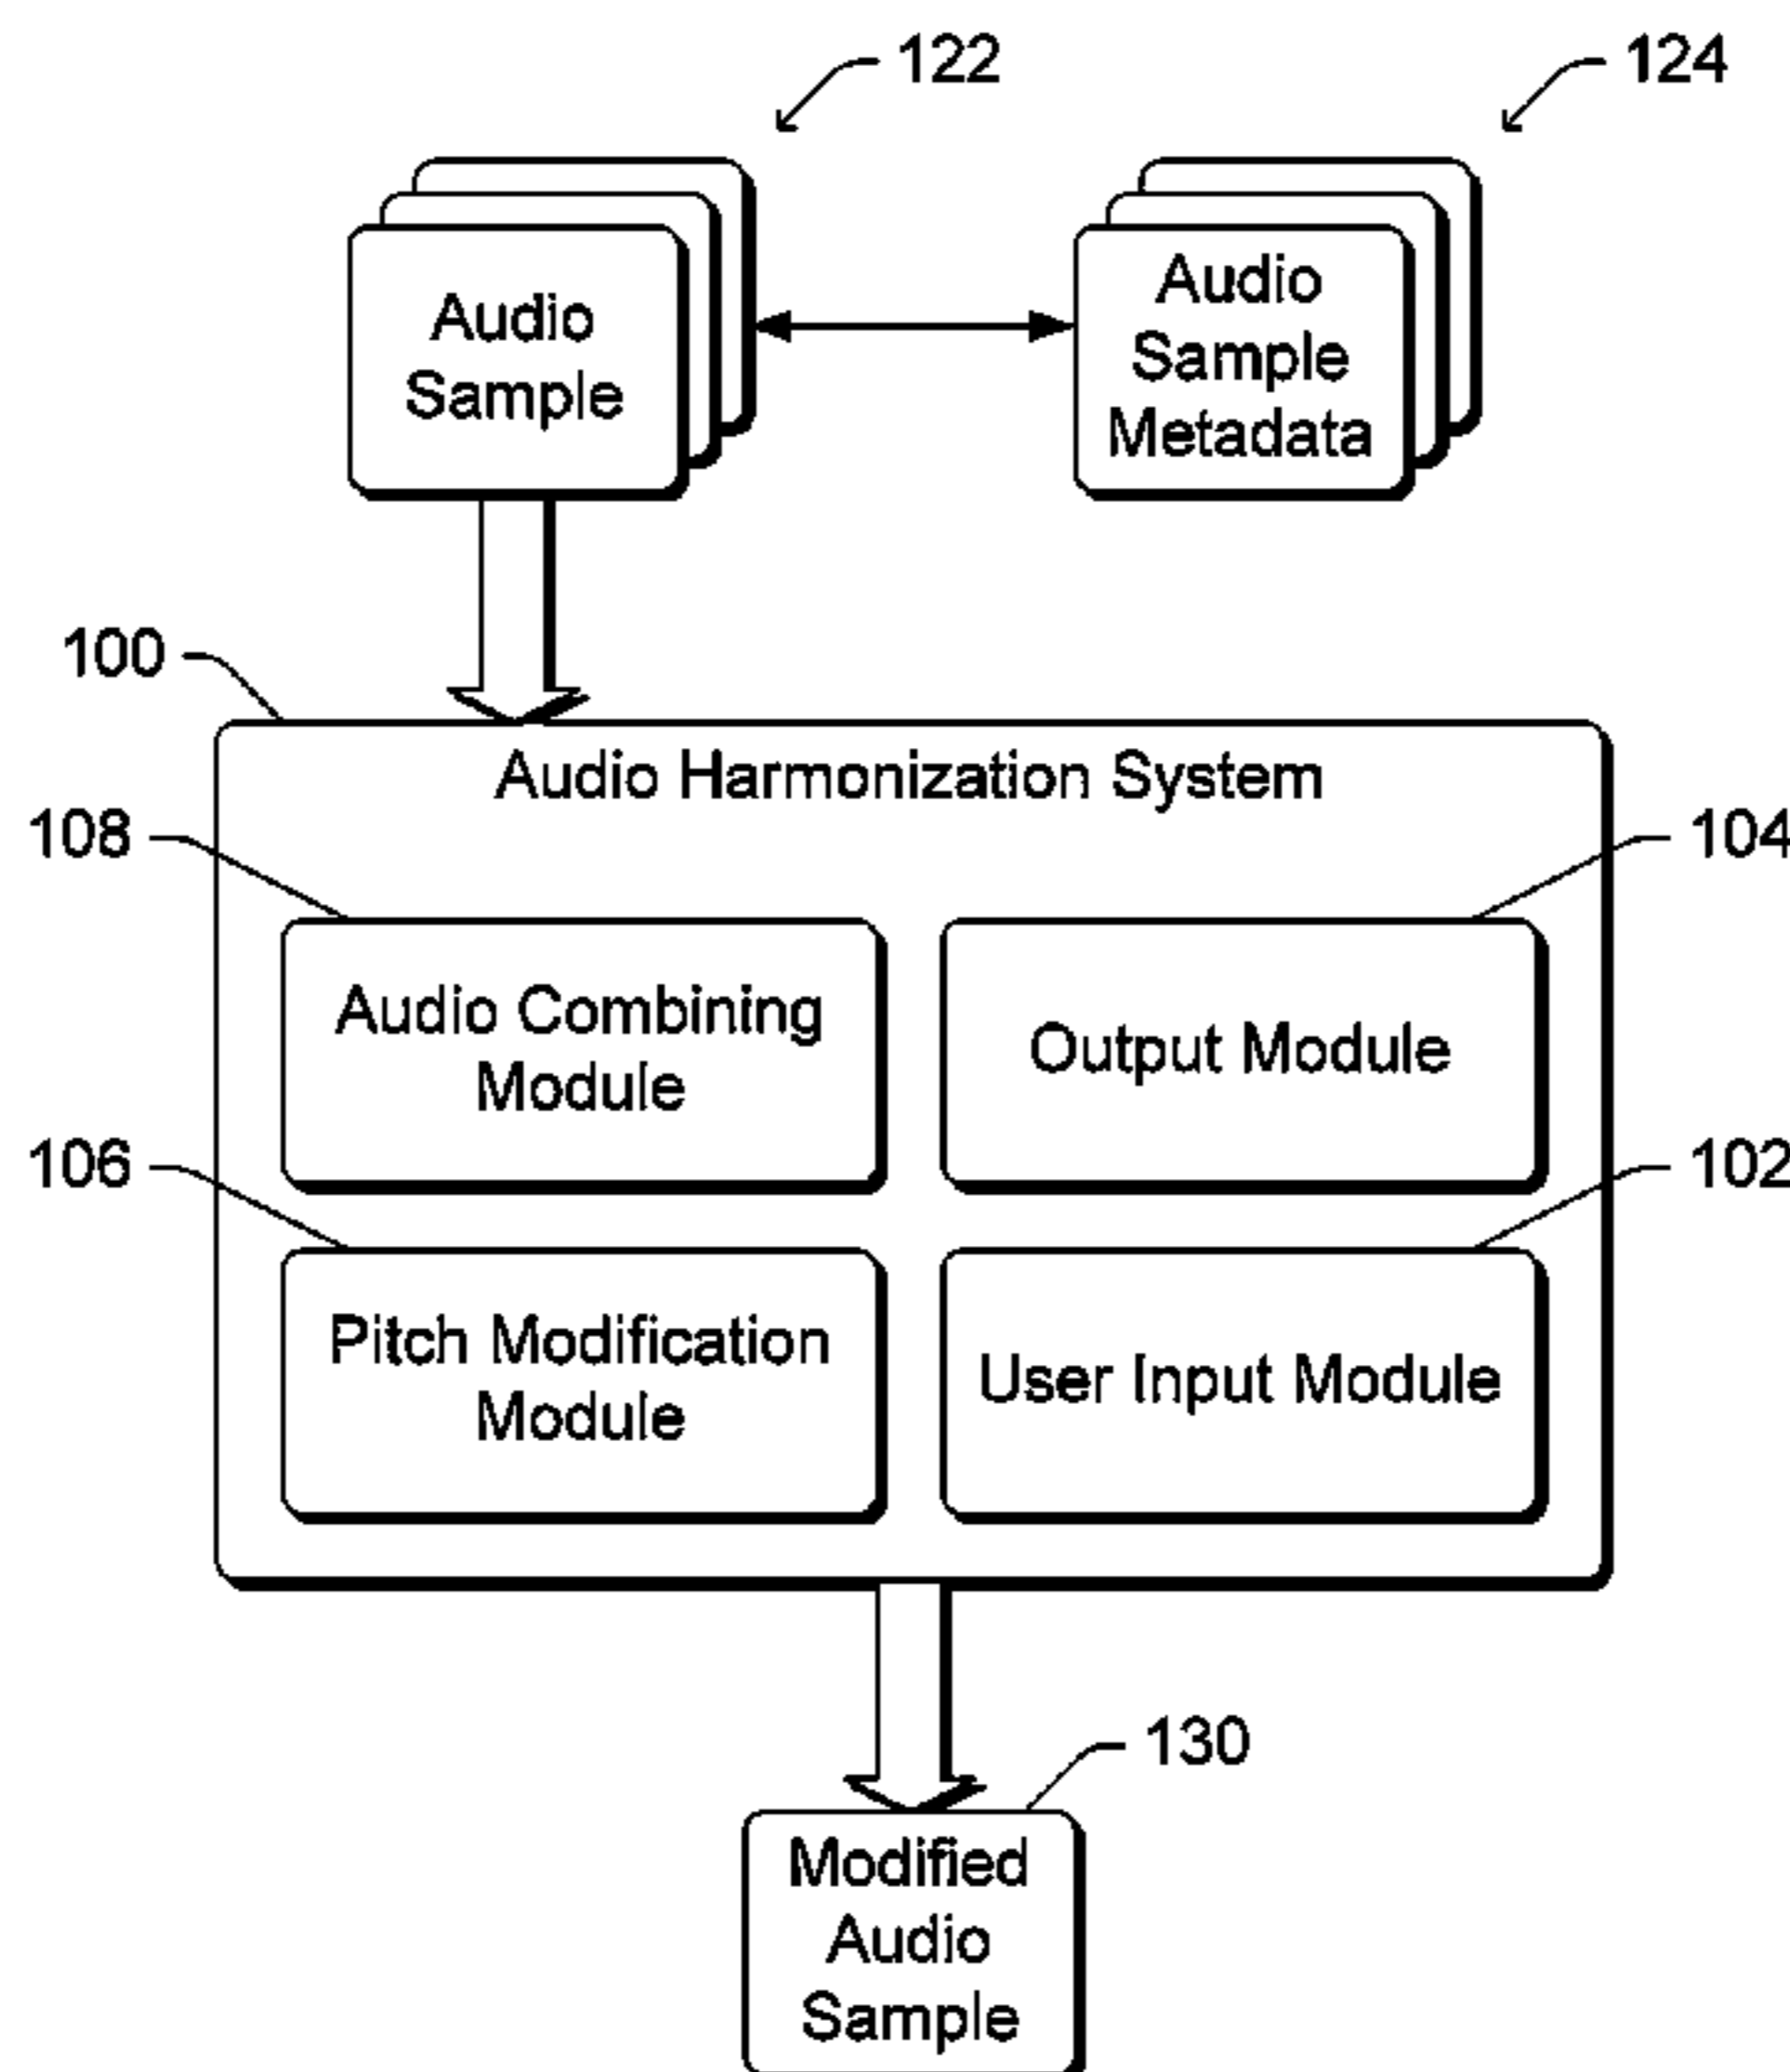 122
124
Audio
Sample
Audio
Sample
Metadata
100
Audio Harmonization System
108
104
Audio Combining
Module
Output Module
106
102
Pitch Modification
Module
User Input Module
130
Modified
Audio
Sample